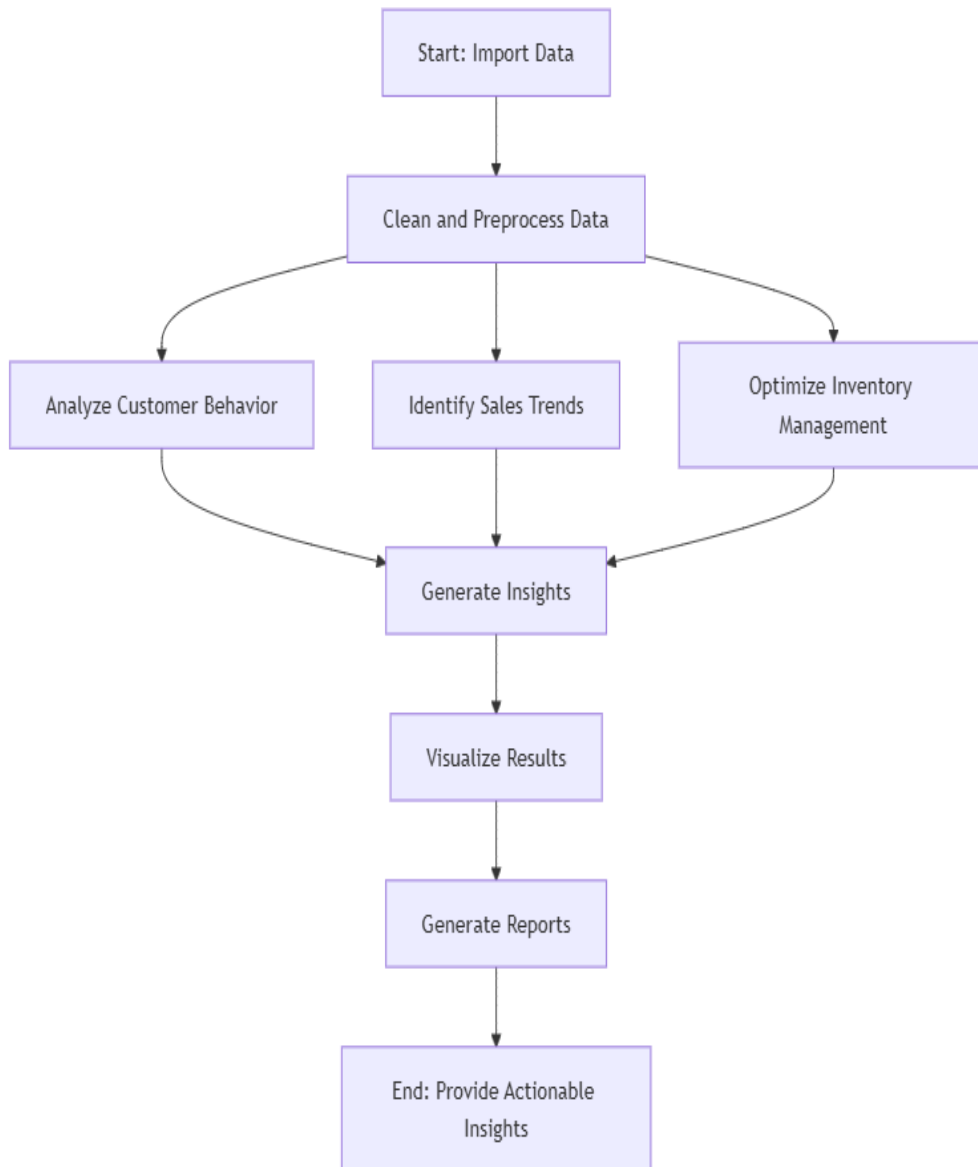 Start: Import Data
Clean and Preprocess Data
Analyze Customer Behavior
Identify Sales Trends
Optimize Inventory
Management
Generate Insights
Visualize Results
Generate Reports
End: Provide Actionable
Insights